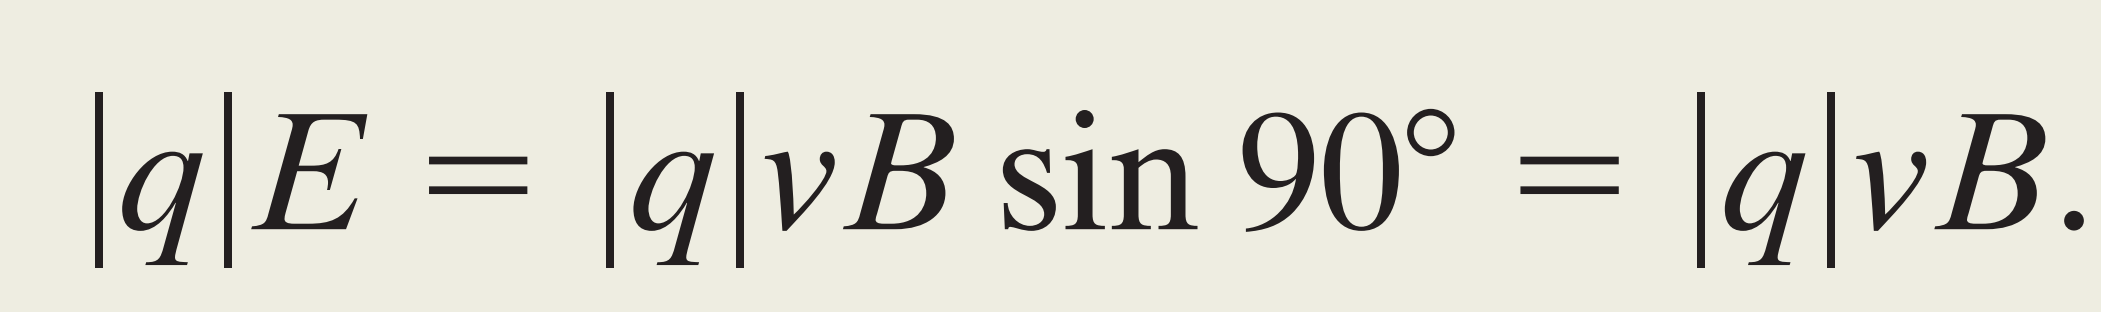 |q|E = |q|vB sin 90° = |q|vB.